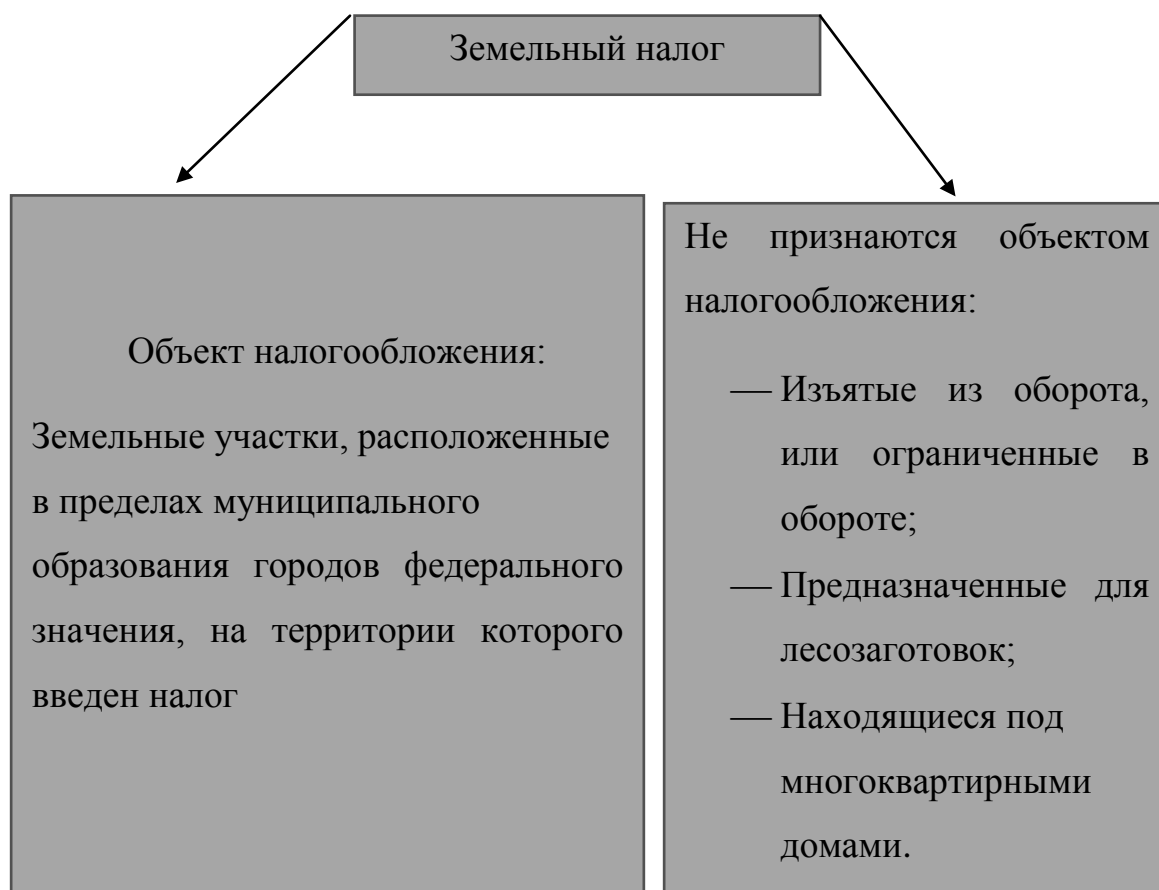 Земельный налог
Объект налогообложения:
Земельные участки, расположенные
в пределах муниципального
образования городов федерального
значения, на территории которого
введен налог
Не признаются объектом
налогообложения:
— Изъятые из оборота,
или ограниченные в
обороте;
— Предназначенные для
лесозаготовок;
— Находящиеся под
многоквартирными
домами.